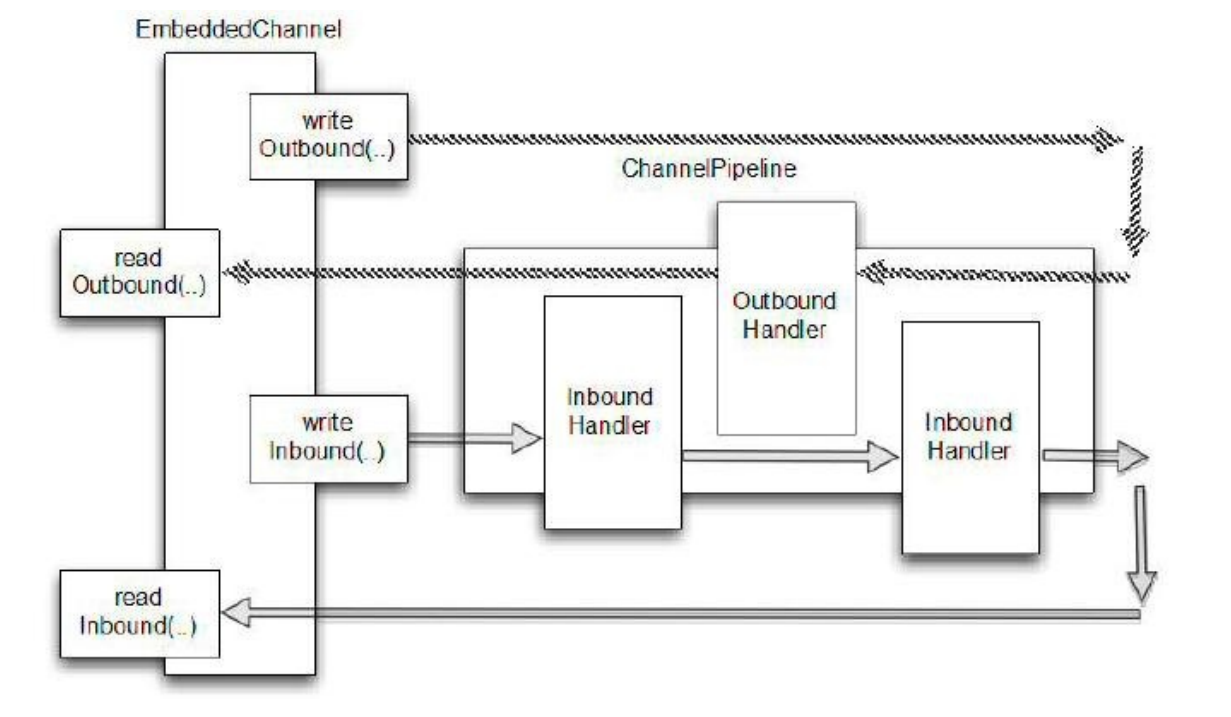 EmbeddedChannel
write
Outbound(..)
ChannelPipeline
read
Outbound(..)
Outbound
Handler
Inbound
Handler
write
Inbound(..)
Inbound
Handler
read
Inbound(..)